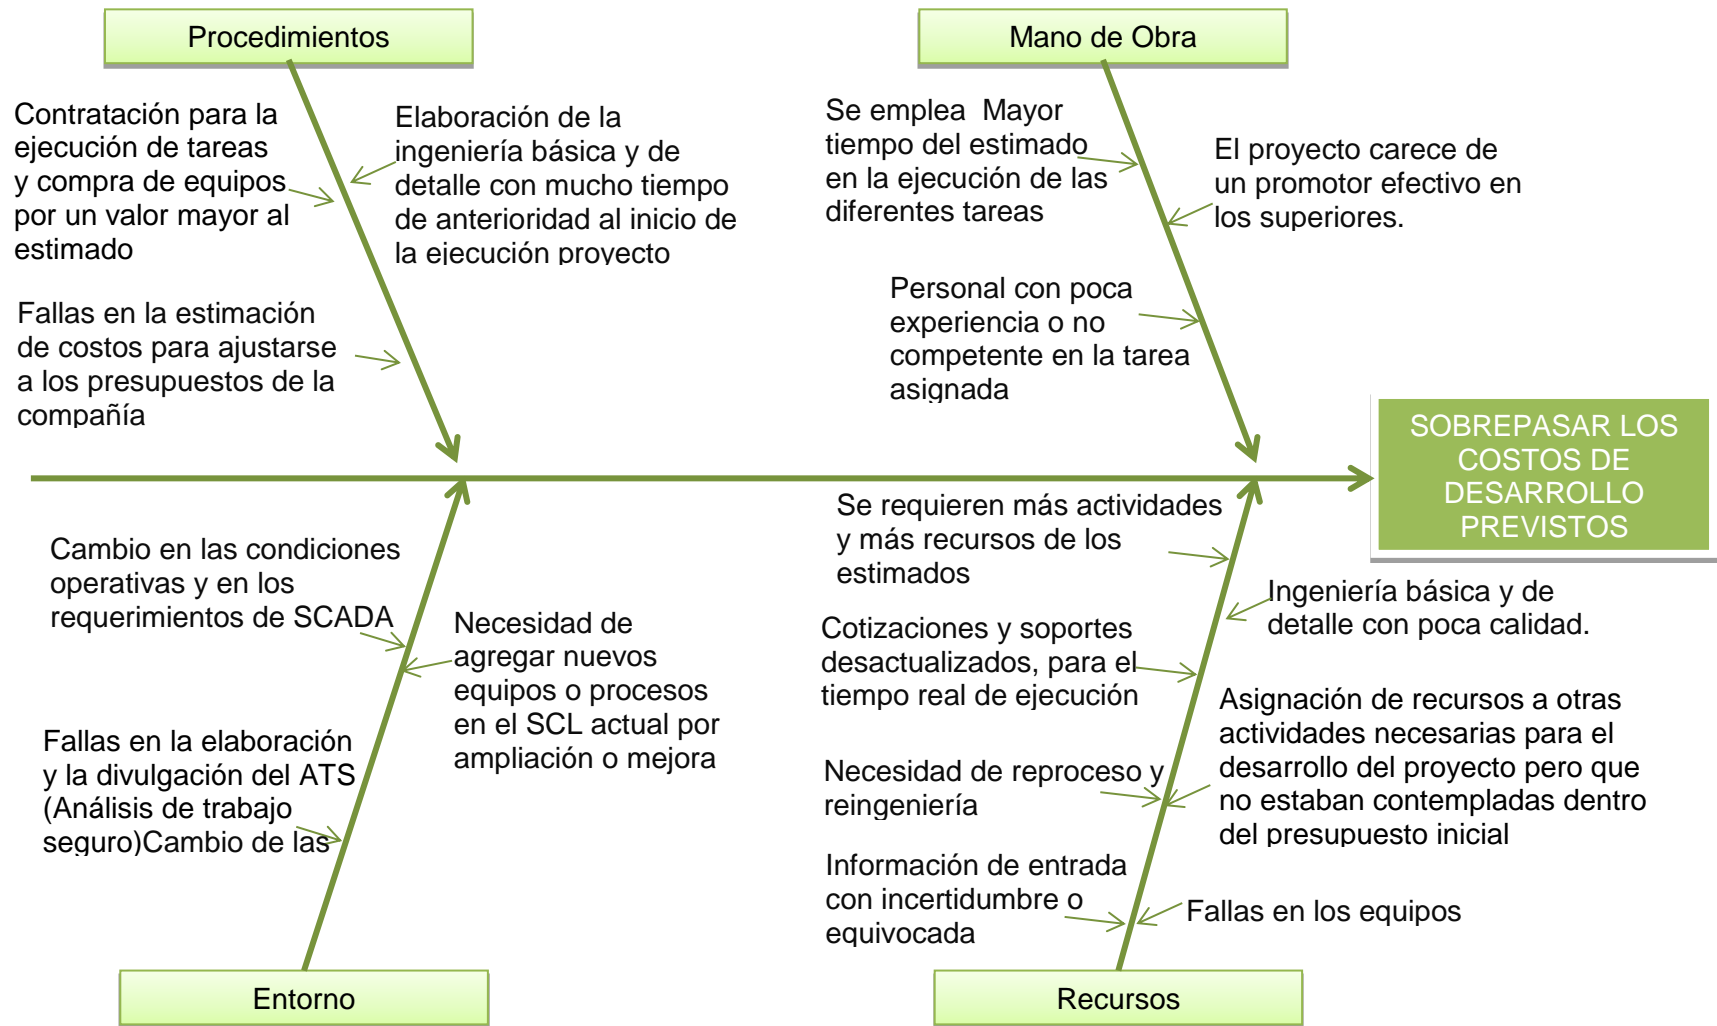 Procedimientos
Mano de Obra
Contratación para la
ejecución de tareas
y compra de equipos
por un valor mayor al
estimado
Elaboración de la
ingeniería básica y de
detalle con mucho tiempo
de anterioridad al inicio de
la ejecución proyecto
Fallas en la estimación
de costos para ajustarse
a los presupuestos de la
compañía
Se emplea  Mayor
tiempo del estimado
en la ejecución de las
diferentes tareas
El proyecto carece de
un promotor efectivo en
los superiores.
Personal con poca
experiencia o no
competente en la tarea
asignada
SOBREPASAR LOS
COSTOS DE
DESARROLLO
PREVISTOS
Cambio en las condiciones
operativas y en los
requerimientos de SCADA
Necesidad de
agregar nuevos
equipos o procesos
en el SCL actual por
ampliación o mejora
Fallas en la elaboración
y la divulgación del ATS
(Análisis de trabajo
seguro)Cambio de las
Se requieren más actividades
y más recursos de los
estimados
Ingeniería básica y de
detalle con poca calidad.
Cotizaciones y soportes
desactualizados, para el
tiempo real de ejecución
Asignación de recursos a otras
actividades necesarias para el
desarrollo del proyecto pero que
no estaban contempladas dentro
del presupuesto inicial
Necesidad de reproceso y
reingeniería
Información de entrada
con incertidumbre o
equivocada
Fallas en los equipos
Entorno
Recursos